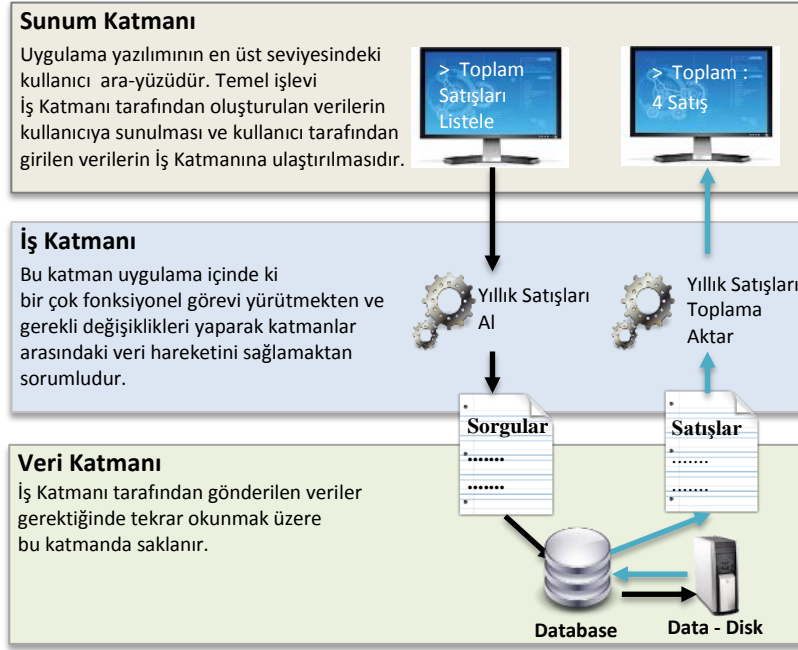 Sunum Katmanı
Uygulama yazılımının en üst seviyesindeki
kullanıcı ara-yüzüdür. Temel işlevi
İş Katmanı tarafından oluşturulan verilerin
kullanıcıya sunulması ve kullanıcı tarafından
girilen verilerin İş Katmanına ulaştırılmasıdır.
> Toplam
Satışları
Listele
> Toplam :
4 Satış
İş Katmanı
Bu katman uygulama içinde ki
bir çok fonksiyonel görevi yürütmekten ve
gerekli değişiklikleri yaparak katmanlar
arasındaki veri hareketini sağlamaktan
sorumludur.
Yıllık Satışları
Al
Yıllık Satışları
Toplama
Aktar
Sorgular
.......
.......
Satışlar
.......
.......
Veri Katmanı
İş Katmanı tarafından gönderilen veriler
gerektiğinde tekrar okunmak üzere
bu katmanda saklanır.
Database
Data - Disk